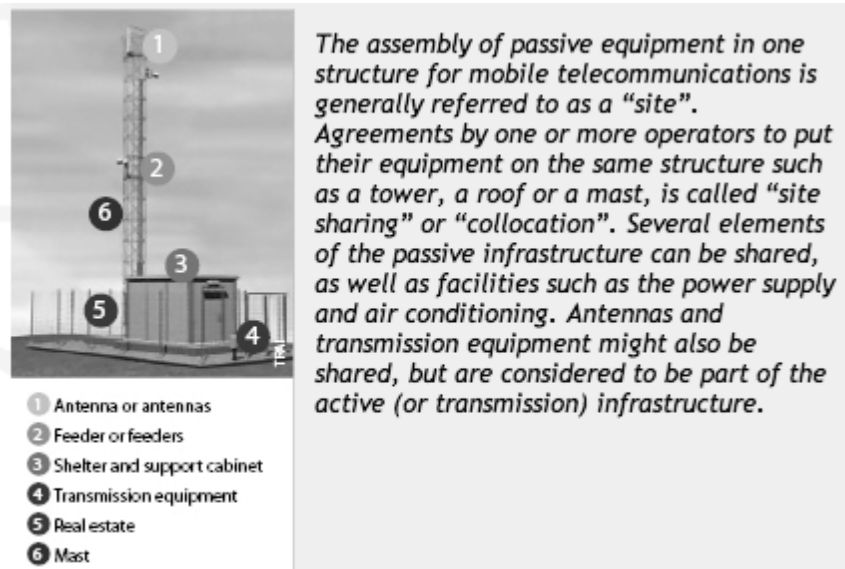 The assembly of passive equipment in one
structure for mobile telecommunications is
generally referred to as a “site”.
Agreements by one or more operators to put
their equipment on the same structure such
as a tower, a roof or a mast, is called “site
sharing” or “collocation”. Several elements
of the passive infrastructure can be shared,
as well as facilities such as the power supply
and air conditioning. Antennas and
transmission equipment might also be
shared, but are considered to be part of the
active (or transmission) infrastructure.
1
2
6
3
5
4
1 Antenna or antennas
2 Feeder or feeders
3 Shelter and support cabinet
4 Transmission equipment
5 Real estate
6 Mast